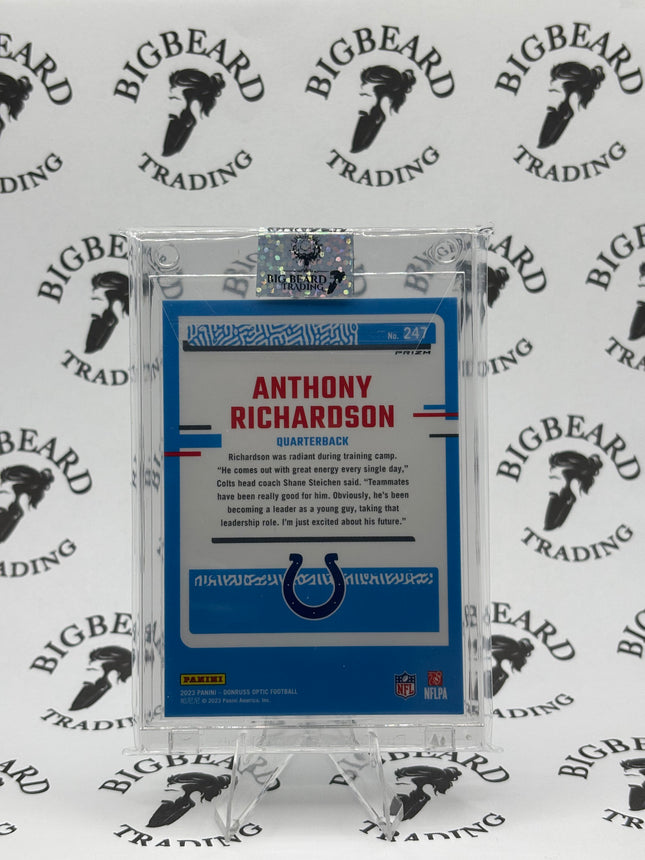 BIGBEARD
TRADING
BIG BEARD
TRADING
No. 247
PRIZM
ANTHONY
RICHARDSON
QUARTERBACK
Richardson was radiant during training camp.
“He comes out with great energy every single day,”
Colts head coach Shane Steichen said. “Teammates
have been really good for him. Obviously, he’s been
becoming a leader as a young guy, taking that
leadership role. I’m just excited about his future.”
PANINI
2023 PANINI - DONRUSS OPTIC FOOTBALL
© 2023 Panini America, Inc.
NFL
NFLPA